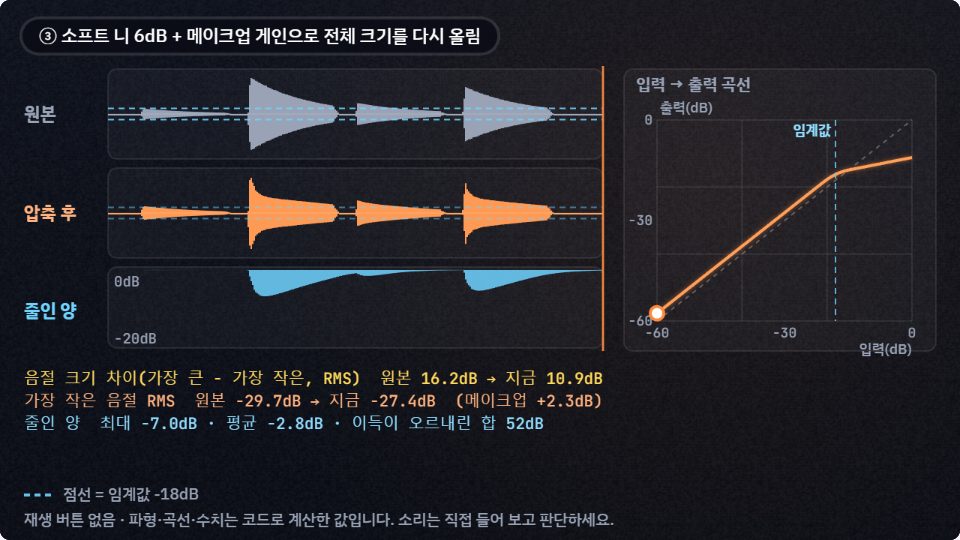 ③ 소프트 니 6dB + 메이크업 게인으로 전체 크기를 다시 올림
원본
압축 후
줄인 양
0dB
-20dB
입력 → 출력 곡선
출력(dB)
임계값
0
-30
-60
-60
-30
0
입력(dB)
음절 크기 차이(가장 큰 - 가장 작은, RMS) 원본 16.2dB → 지금 10.9dB
가장 작은 음절 RMS 원본 -29.7dB → 지금 -27.4dB (메이크업 +2.3dB)
줄인 양 최대 -7.0dB · 평균 -2.8dB · 이득이 오르내린 합 52dB
점선 = 임계값 -18dB
재생 버튼 없음 · 파형·곡선·수치는 코드로 계산한 값입니다. 소리는 직접 들어 보고 판단하세요.